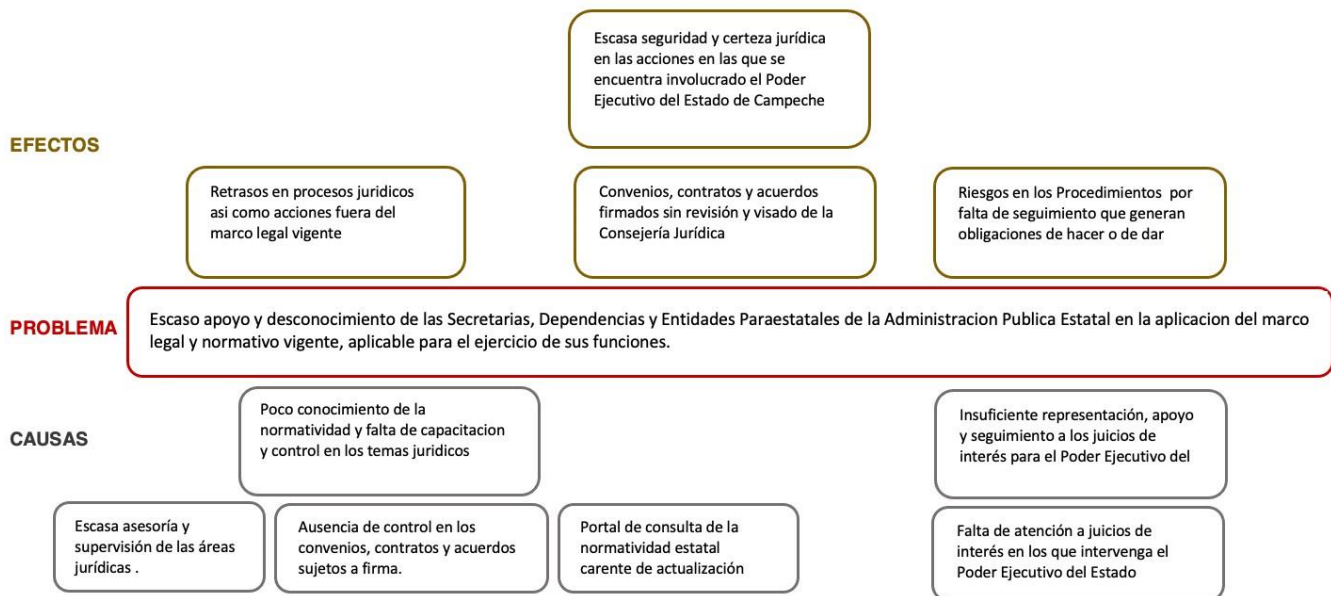 Escasa seguridad y certeza jurídica
en las acciones en las que se
encuentra involucrado el Poder
Ejecutivo del Estado de Campeche
EFECTOS
Retrasos en procesos juridicos
asi como acciones fuera del
marco legal vigente
Convenios, contratos y acuerdos
firmados sin revisión y visado de la
Consejería Jurídica
Riesgos en los Procedimientos por
falta de seguimiento que generan
obligaciones de hacer o de dar
PROBLEMA
Escaso apoyo y desconocimiento de las Secretarias, Dependencias y Entidades Paraestatales de la Administracion Publica Estatal en la aplicacion del marco
legal y normativo vigente, aplicable para el ejercicio de sus funciones.
CAUSAS
Poco conocimiento de la
normatividad y falta de capacitacion
y control en los temas juridicos
Insuficiente representación, apoyo
y seguimiento a los juicios de
interés para el Poder Ejecutivo del
Escasa asesoría y
supervisión de las áreas
jurídicas .
Ausencia de control en los
convenios, contratos y acuerdos
sujetos a firma.
Portal de consulta de la
normatividad estatal
carente de actualización
Falta de atención a juicios de
interés en los que intervenga el
Poder Ejecutivo del Estado